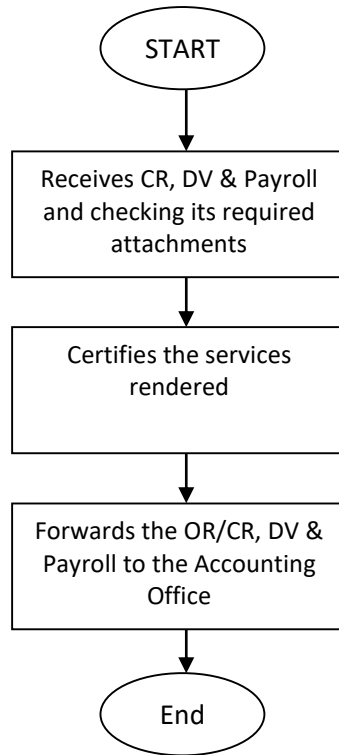 START
Receives CR, DV & Payroll
and checking its required
attachments
Certifies the services
rendered
Forwards the OR/CR, DV &
Payroll to the Accounting
Office
End